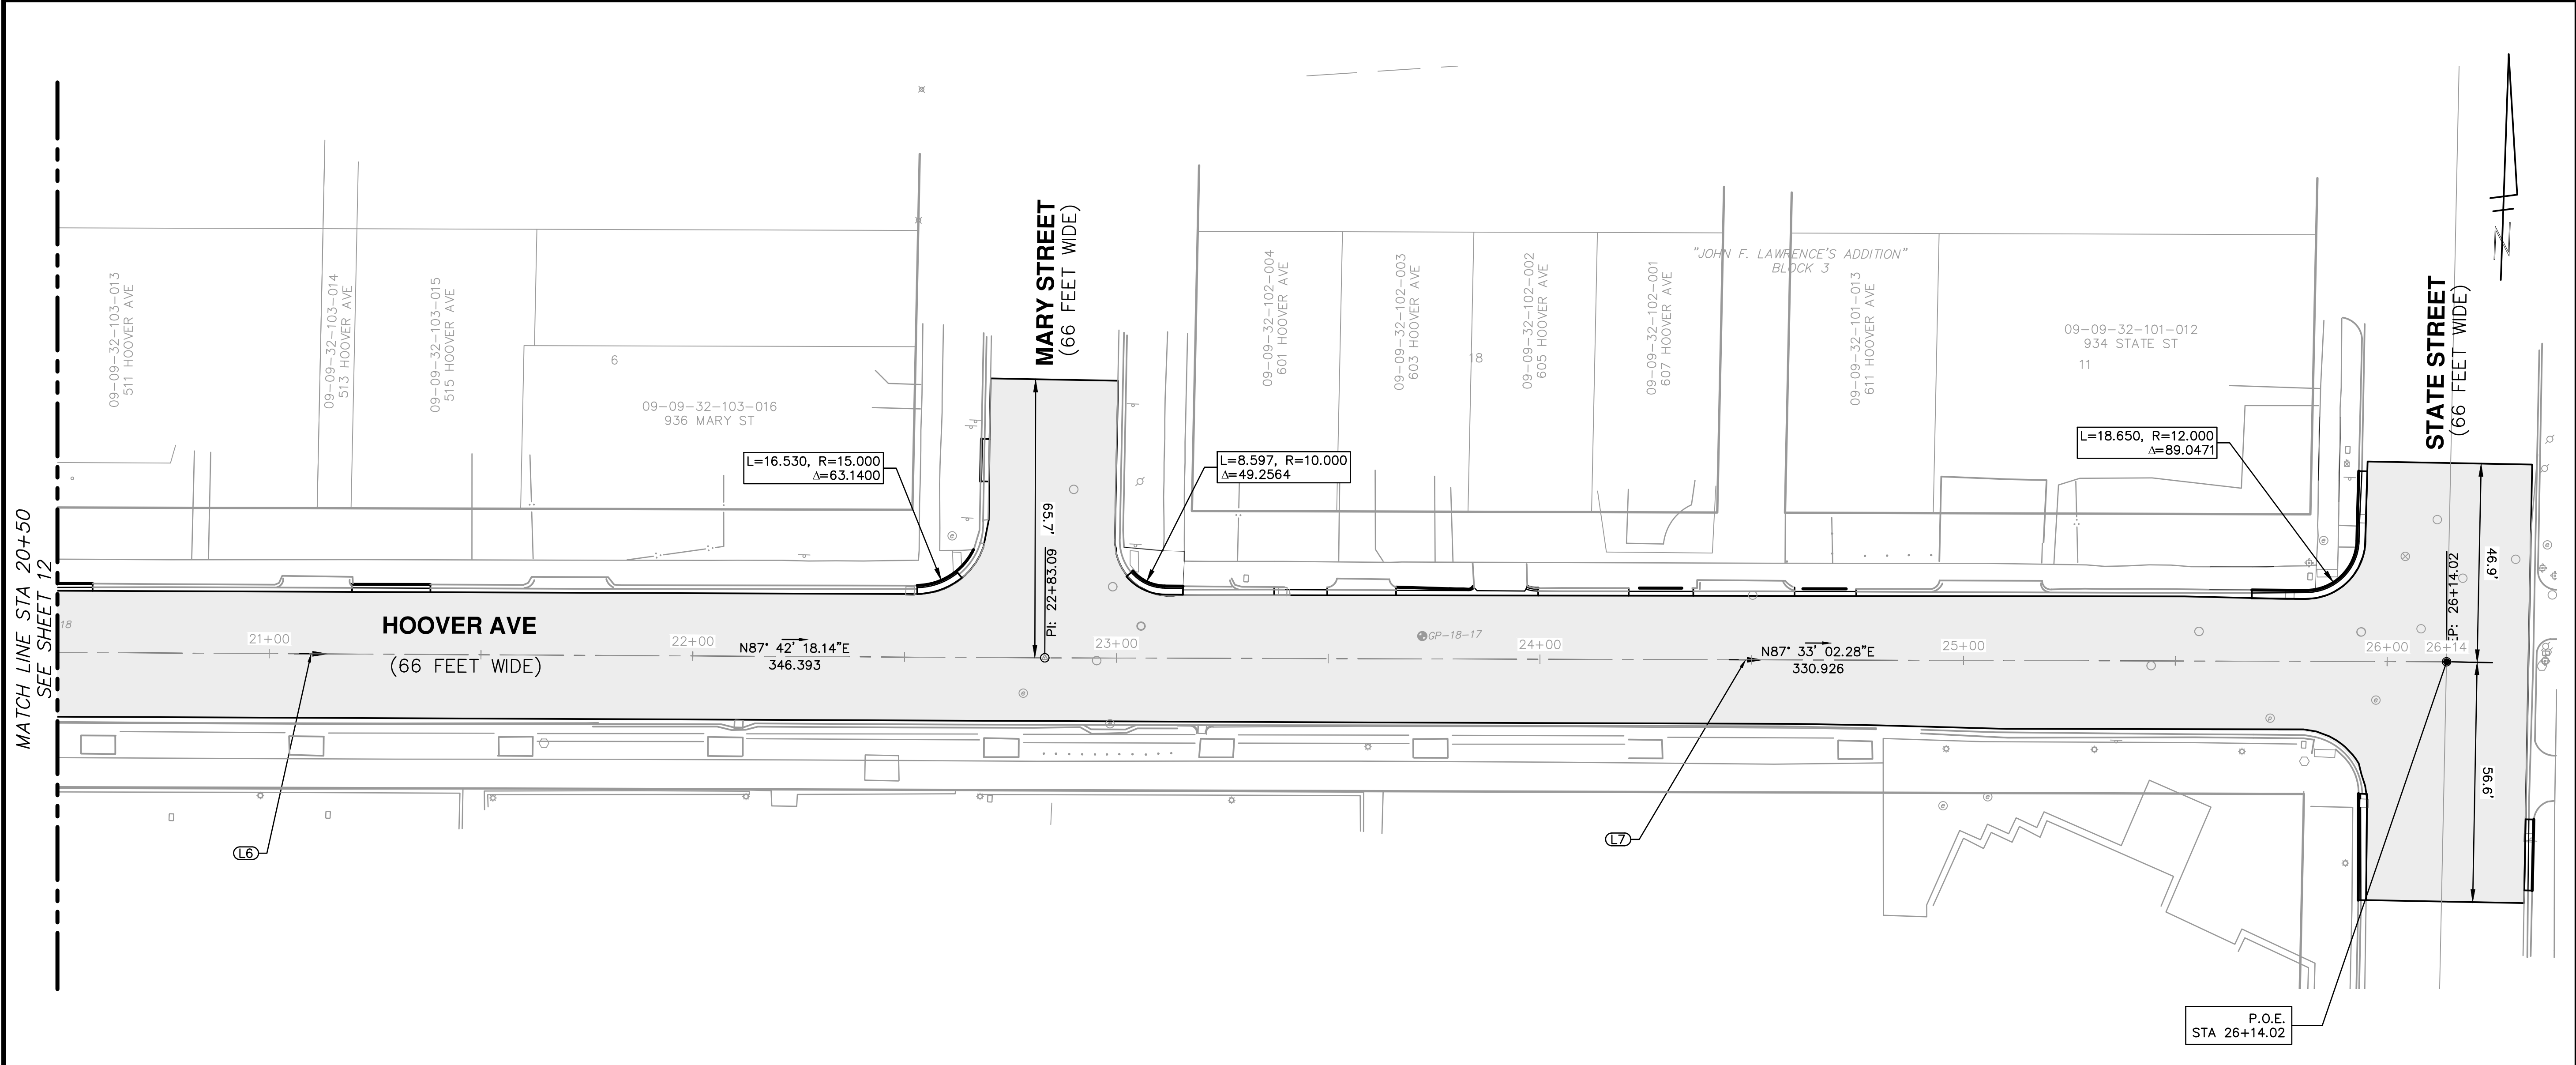 MATCH LINE STA 20+50
SEE SHEET 12
09-09-32-103-013
511 HOOVER AVE
09-09-32-103-014
513 HOOVER AVE
09-09-32-103-015
515 HOOVER AVE
6
09-09-32-103-016
936 MARY ST
L=16.530, R=15.000
Δ=63.1400
MARY STREET
(66 FEET WIDE)
65.7'
PI: 22+83.09
L=8.597, R=10.000
Δ=49.2564
09-09-32-102-004
601 HOOVER AVE
09-09-32-102-003
603 HOOVER AVE
18
09-09-32-102-002
605 HOOVER AVE
09-09-32-102-001
607 HOOVER AVE
"JOHN F. LAWRENCE'S ADDITION"
BLOCK 3
09-09-32-101-013
611 HOOVER AVE
09-09-32-101-012
934 STATE ST
11
L=18.650, R=12.000
Δ=89.0471
STATE STREET
(66 FEET WIDE)
N
46.9'
EP: 26+14.02
56.6'
18
21+00
HOOVER AVE
(66 FEET WIDE)
22+00
N87° 42' 18.14"E
346.393
23+00
GP-18-17
24+00
N87° 33' 02.28"E
330.926
25+00
26+00
26+14
L6
L7
P.O.E.
STA 26+14.02